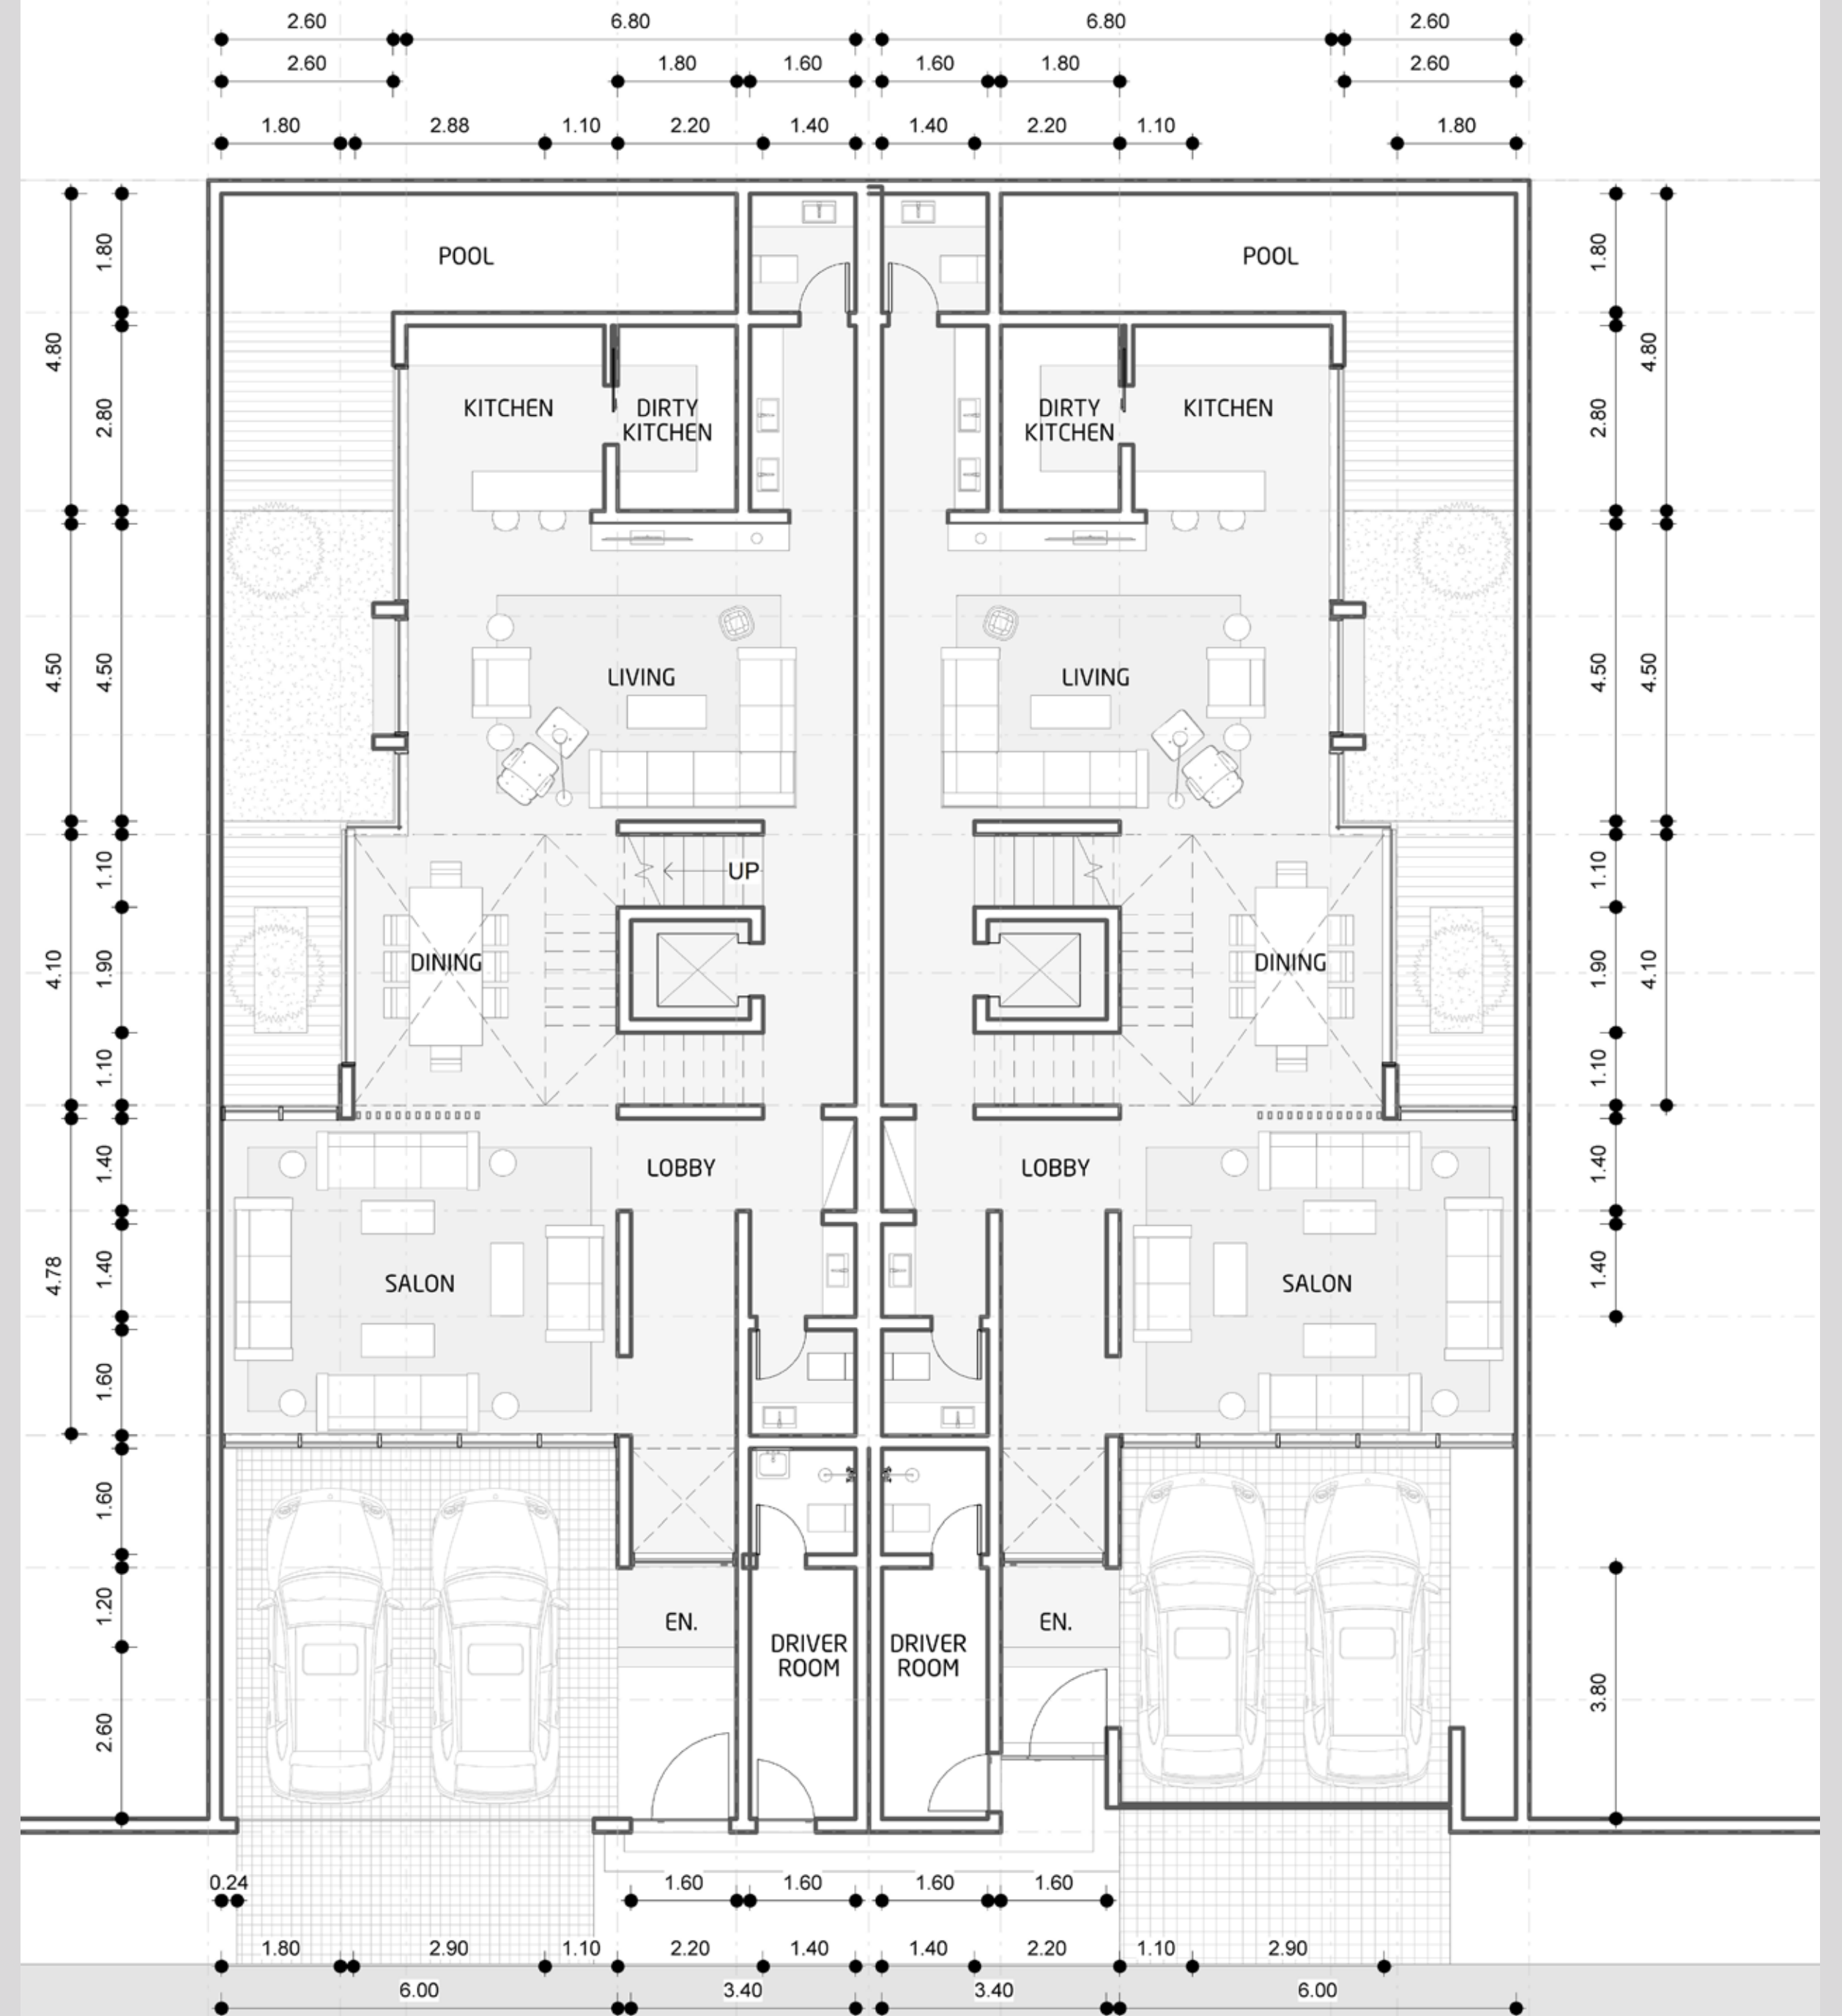 2.60 6.80 6.80 2.60
2.60 1.80 1.60 1.60 1.80 2.60
1.80 2.88 1.10 2.20 1.40 1.40 2.20 1.10 1.80
1.80 1.80
POOL POOL
4.80 4.80
2.80 2.80
KITCHEN DIRTY DIRTY KITCHEN
KITCHEN KITCHEN
4.50 4.50 4.50 4.50
LIVING LIVING
1.10 UP 1.10
4.10 1.90 1.90 4.10
DINING DINING
1.10 1.10
1.40 LOBBY LOBBY 1.40
4.78 1.40 1.40
SALON SALON
1.60
1.60
1.20 EN. EN.
DRIVER DRIVER
ROOM ROOM
3.80
2.60
0.24 1.60 1.60 1.60 1.60
1.80 2.90 1.10 2.20 1.40 1.40 2.20 1.10 2.90
6.00 3.40 3.40 6.00